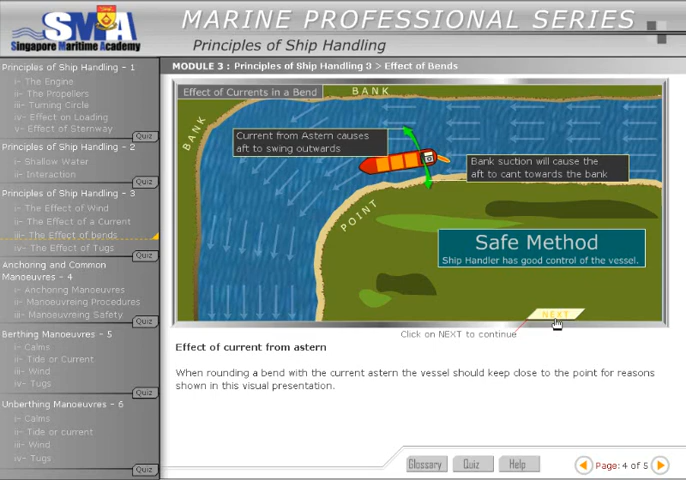 SMA
Singapore Maritime Academy
MARINE PROFESSIONAL SERIES
Principles of Ship Handling
MODULE 3 : Principles of Ship Handling 3 > Effect of Bends
Principles of Ship Handling - 1
i- The Engine
ii- The Propellers
iii- Turning Circle
iv- Effect on Loading
v- Effect of Sternway
Quiz
Principles of Ship Handling - 2
i- Shallow Water
ii- Interaction
Quiz
Principles of Ship Handling - 3
i- The Effect of Wind
ii- The Effect of a Current
iii- The Effect of bends
iv- The Effect of Tugs
Quiz
Anchoring and Common
Manoeuvres - 4
i- Anchoring Manoeuvres
ii- Manoeuvreing Procedures
iii- Manoeuvring Safety
Quiz
Berthing Manoeuvres - 5
i- Calms
ii- Tide or Current
iii- Wind
iv- Tugs
Quiz
Unberthing Manoeuvres - 6
i- Calms
ii- Tide or current
iii- Wind
iv- Tugs
Quiz
Effect of Currents in a Bend
BANK
BANK
Current from Astern causes
aft to swing outwards
Bank suction will cause the
aft to cant towards the bank
POINT
Safe Method
Ship Handler has good control of the vessel.
NEXT
Click on NEXT to continue
Effect of current from astern
When rounding a bend with the current astern the vessel should keep close to the point for reasons
shown in this visual presentation.
Glossary
Quiz
Help
Page: 4 of 5